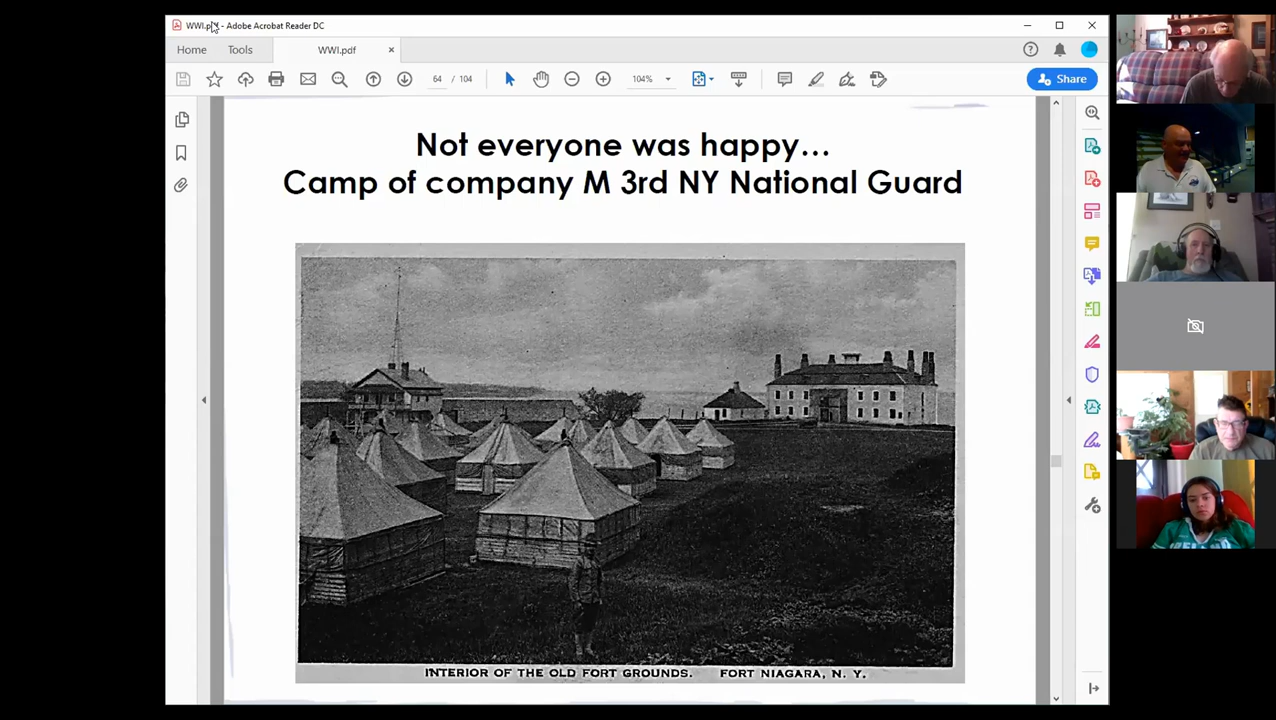 WWI.pdf - Adobe Acrobat Reader DC
Home
Tools
WWI.pdf
64 / 104
104%
Share
Not everyone was happy...
Camp of company M 3rd NY National Guard
INTERIOR OF THE OLD FORT GROUNDS. FORT NIAGARA, N. Y.